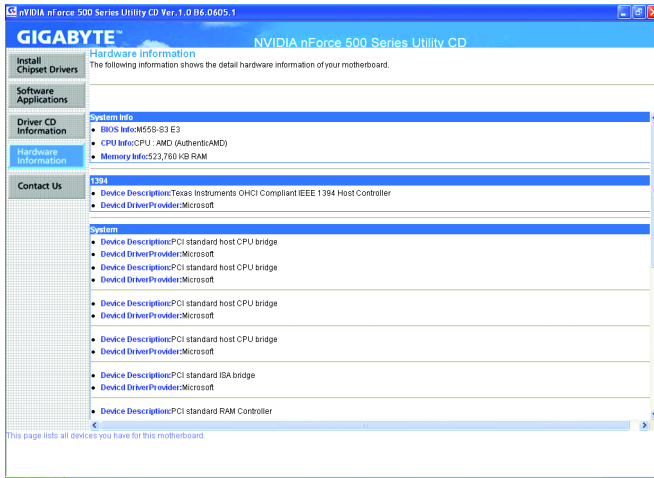 nVIDIA nForce 500 Series Utility CD Ver.1.0 B6.0605.1
GIGABYTE™
NVIDIA nForce 500 Series Utility CD
Install
Chipset Drivers
Software
Applications
Driver CD
Information
Hardware
Information
Contact Us
Hardware Information
The following information shows the detail hardware information of your motherboard.
System Info
• BIOS Info:M55S-S3 E3
• CPU Info:CPU : AMD (AuthenticAMD)
• Memory Info:523,760 KB RAM
1394
• Device Description:Texas Instruments OHCI Compliant IEEE 1394 Host Controller
• Devicd DriverProvider:Microsoft
System
• Device Description:PCI standard host CPU bridge
• Devicd DriverProvider:Microsoft
• Device Description:PCI standard host CPU bridge
• Devicd DriverProvider:Microsoft
• Device Description:PCI standard host CPU bridge
• Devicd DriverProvider:Microsoft
• Device Description:PCI standard host CPU bridge
• Devicd DriverProvider:Microsoft
• Device Description:PCI standard ISA bridge
• Devicd DriverProvider:Microsoft
• Device Description:PCI standard RAM Controller
This page lists all devices you have for this motherboard.